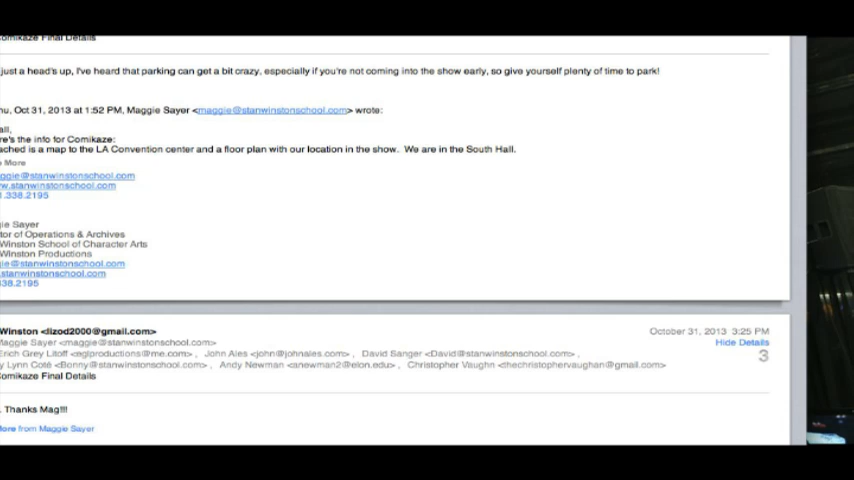 Comikaze Final Details
just a head's up, I've heard that parking can get a bit crazy, especially if you're not coming into the show early, so give yourself plenty of time to park!
hu, Oct 31, 2013 at 1:52 PM, Maggie Sayer <maggie@stanwinstonschool.com> wrote:
all,
re's the info for Comikaze:
ached is a map to the LA Convention center and a floor plan with our location in the show. We are in the South Hall.
e More
ggie@stanwinstonschool.com
w.stanwinstonschool.com
.338.2195
gie Sayer
tor of Operations & Archives
Winston School of Character Arts
Winston Productions
gie@stanwinstonschool.com
.stanwinstonschool.com
338.2195
Winston <lizod2000@gmail.com> October 31, 2013 3:25 PM
Maggie Sayer <maggie@stanwinstonschool.com> Hide Details
Erich Grey Litoff <eglproductions@me.com>, John Ales <john@johnales.com>, David Sanger <David@stanwinstonschool.com>, 3
y Lynn Coté <Bonny@stanwinstonschool.com>, Andy Newman <anewman2@elon.edu>, Christopher Vaughn <thechristophervaughan@gmail.com>
Comikaze Final Details
. Thanks Mag!!!
More from Maggie Sayer